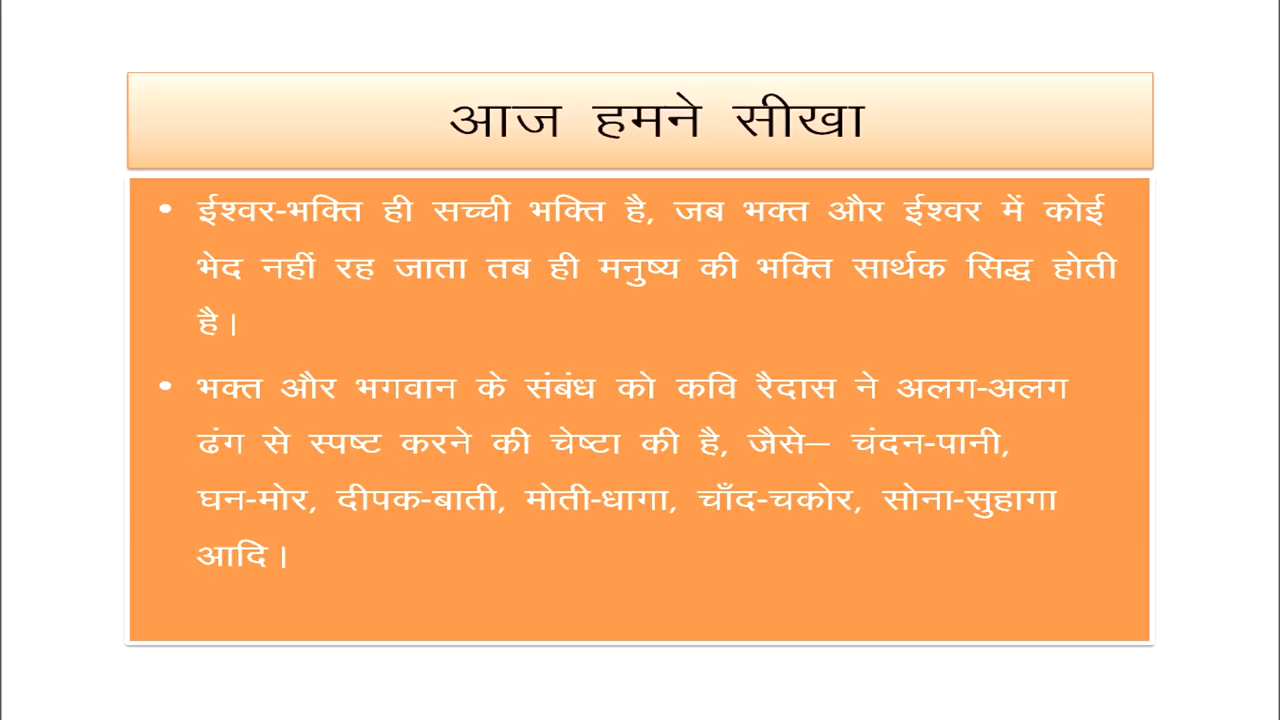 आज हमने सीखा
• ईश्वर-भक्ति ही सच्ची भक्ति है, जब भक्त और ईश्वर में कोई
भेद नहीं रह जाता तब ही मनुष्य की भक्ति सार्थक सिद्ध होती
है।
• भक्त और भगवान के संबंध को कवि रैदास ने अलग-अलग
ढंग से स्पष्ट करने की चेष्टा की है, जैसे– चंदन-पानी,
घन-मोर, दीपक-बाती, मोती-धागा, चाँद-चकोर, सोना-सुहागा
आदि।